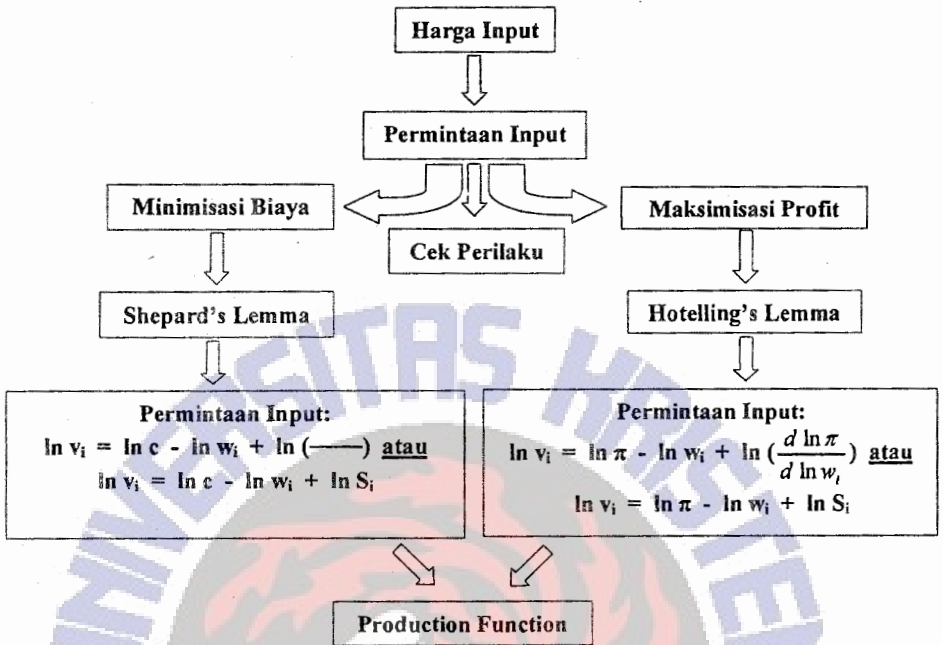 Harga Input
Permintaan Input
Minimisasi Biaya
Maksimisasi Profit
Cek Perilaku
Shepard's Lemma
Hotelling's Lemma
Permintaan Input:
ln vᵢ = ln c - ln wᵢ + ln (——) atau
ln vᵢ = ln c - ln wᵢ + ln Sᵢ
Permintaan Input:
ln vᵢ = ln π - ln wᵢ + ln (d ln π / d ln wᵢ) atau
ln vᵢ = ln π - ln wᵢ + ln Sᵢ
Production Function
UNIVERSITAS KRISTEN